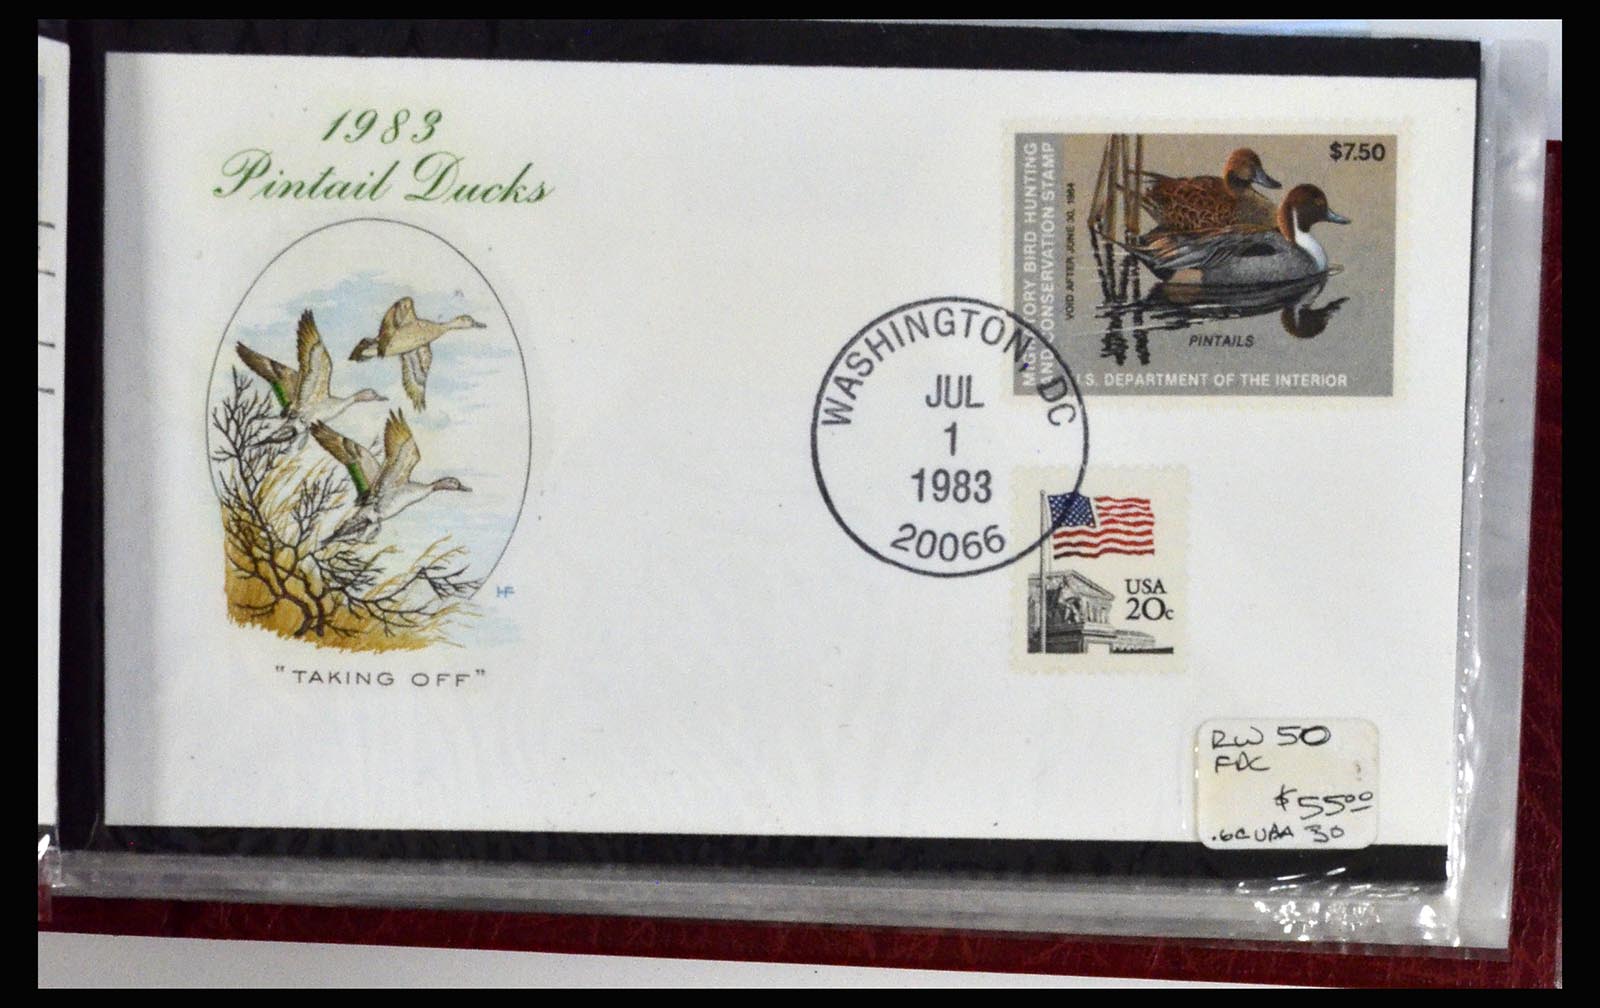 1983
Pintail Ducks
HF
"TAKING OFF"
WASHINGTON, DC
JUL
1
1983
20066
MIGRATORY BIRD HUNTING
AND CONSERVATION STAMP
VOID AFTER JUNE 30, 1984
$7.50
PINTAILS
U.S. DEPARTMENT OF THE INTERIOR
USA
20c
RW 50
FDC
$55.00
30